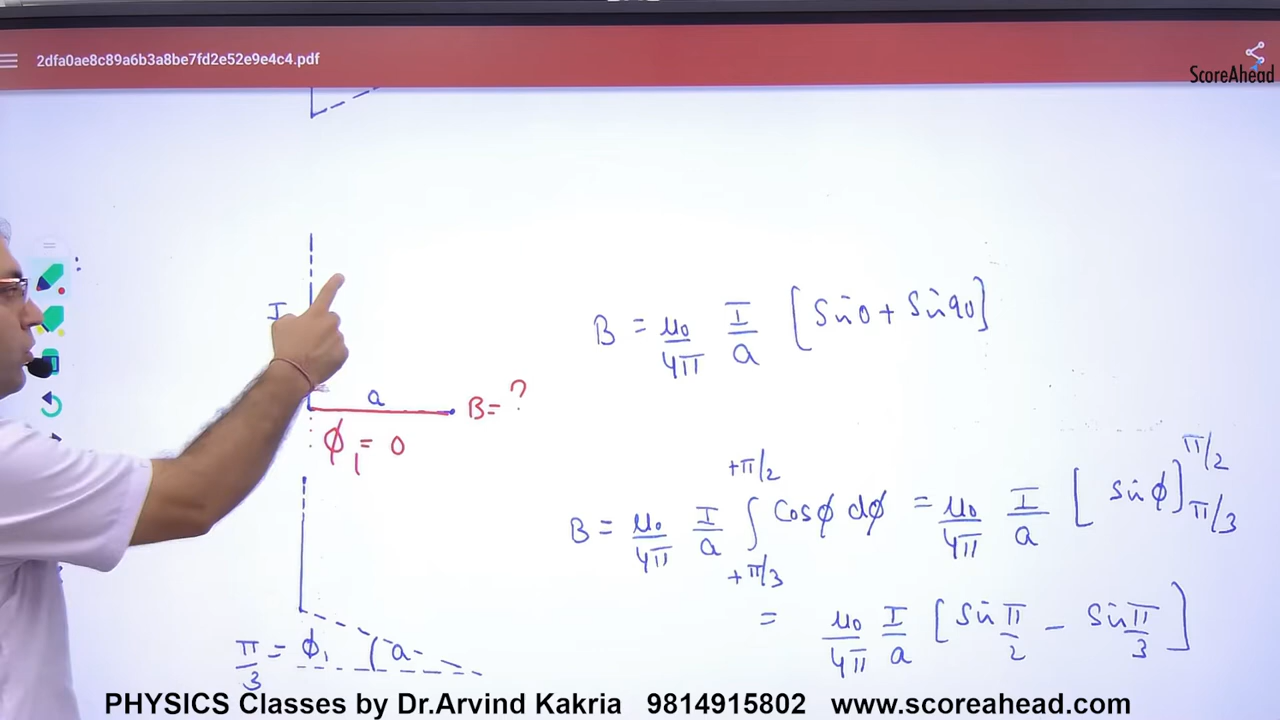 2dfa0ae8c89a6b3a8be7fd2e52e9e4c4.pdf
ScoreAhead
I
a
B = ?
ϕ₁ = 0
B = μ₀/4π I/a [Sin0 + Sin90]
B = μ₀/4π I/a ∫_{+π/3}^{+π/2} Cosϕ dϕ = μ₀/4π I/a [Sinϕ]_{π/3}^{π/2}
= μ₀/4π I/a [Sin π/2 − Sin π/3]
π/3 = ϕ₁
a
PHYSICS Classes by Dr.Arvind Kakria 9814915802 www.scoreahead.com